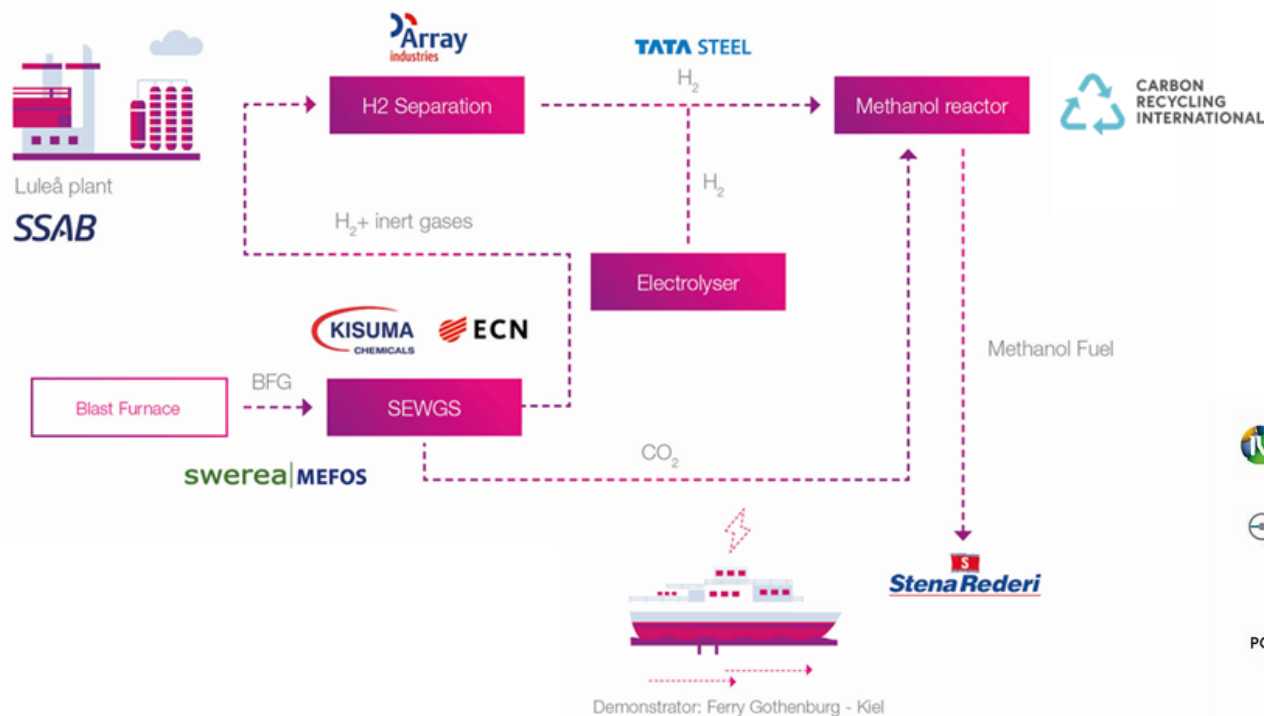 Array
industries
TATA STEEL
H2 Separation
H₂
Methanol reactor
CARBON
RECYCLING
INTERNATIONAL
Luleå plant
SSAB
H₂+ inert gases
H₂
Electrolyser
KISUMA
CHEMICALS
ECN
Methanol Fuel
Blast Furnace
BFG
SEWGS
swerea|MEFOS
CO₂
S
Stena Rederi
Demonstrator: Ferry Gothenburg - Kiel